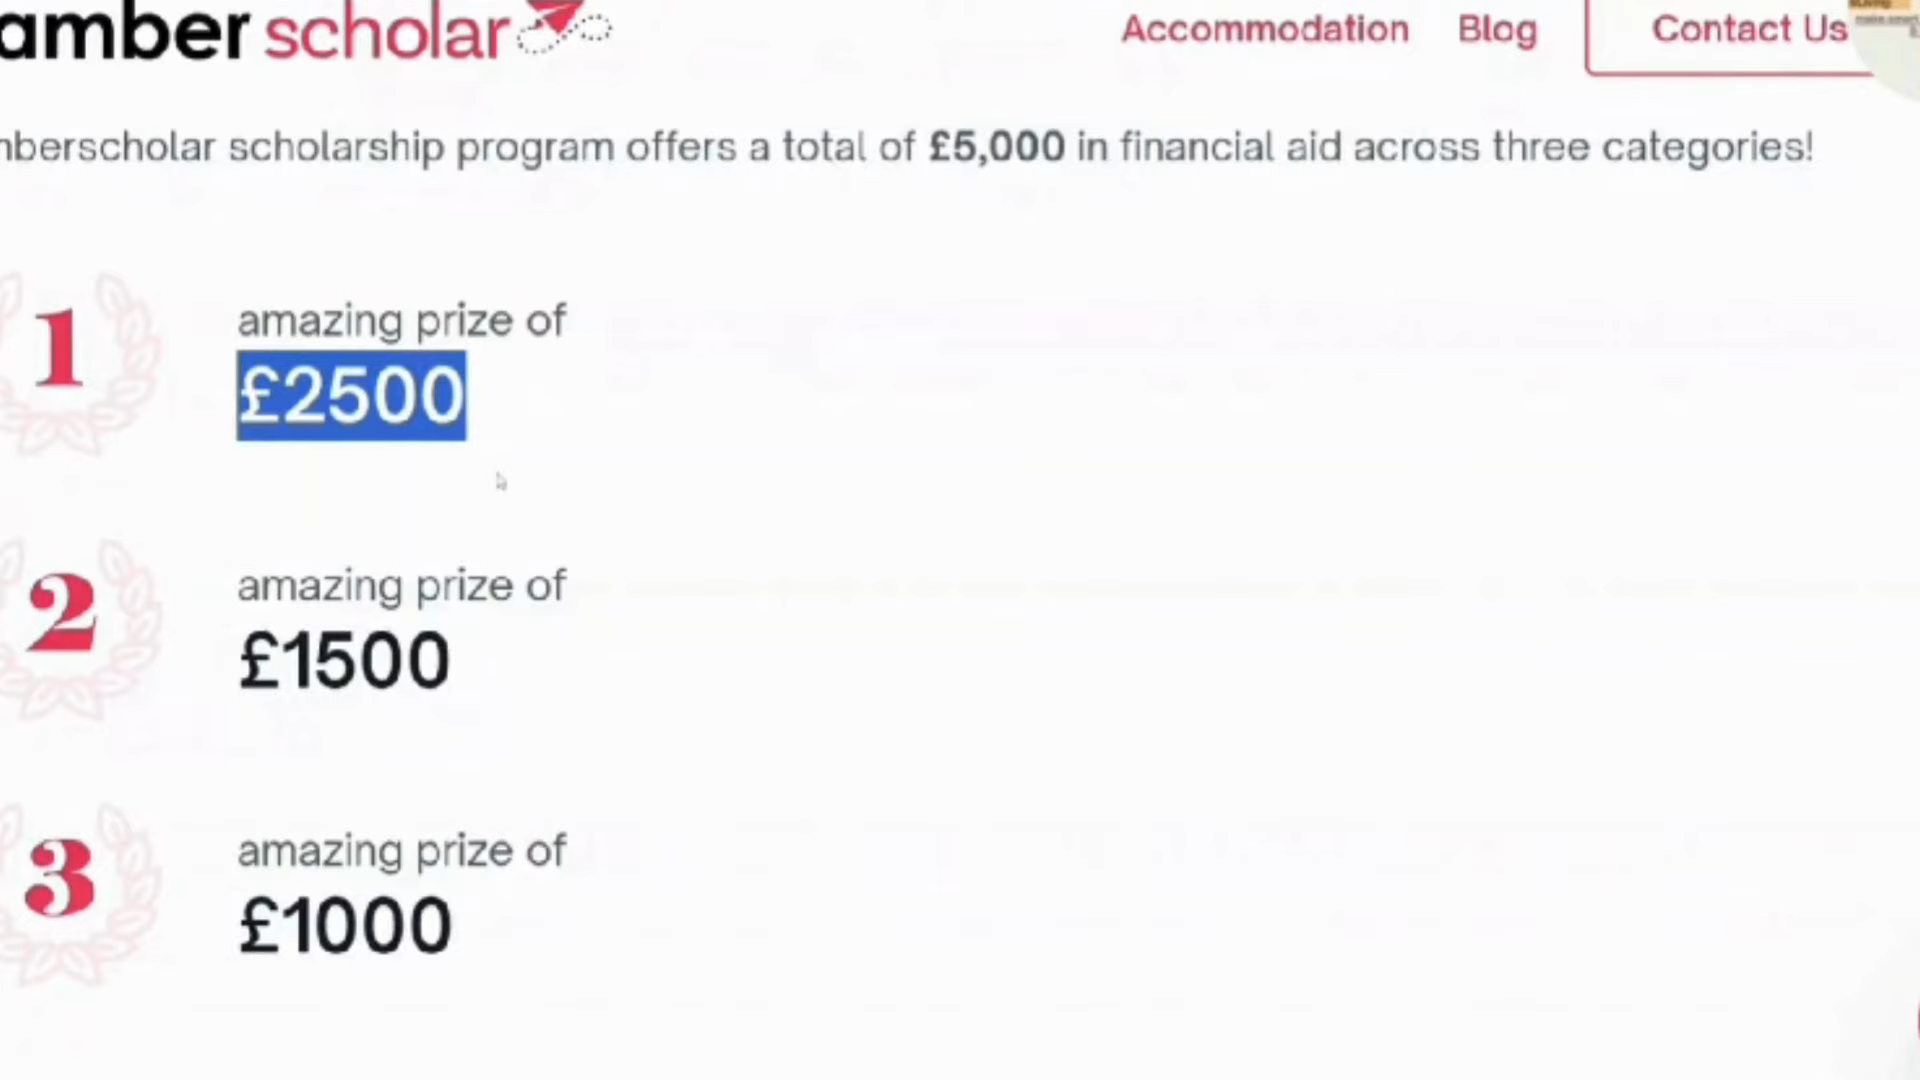 amber scholar
Accommodation
Blog
Contact Us
mberscholar scholarship program offers a total of £5,000 in financial aid across three categories!
1
amazing prize of
£2500
2
amazing prize of
£1500
3
amazing prize of
£1000